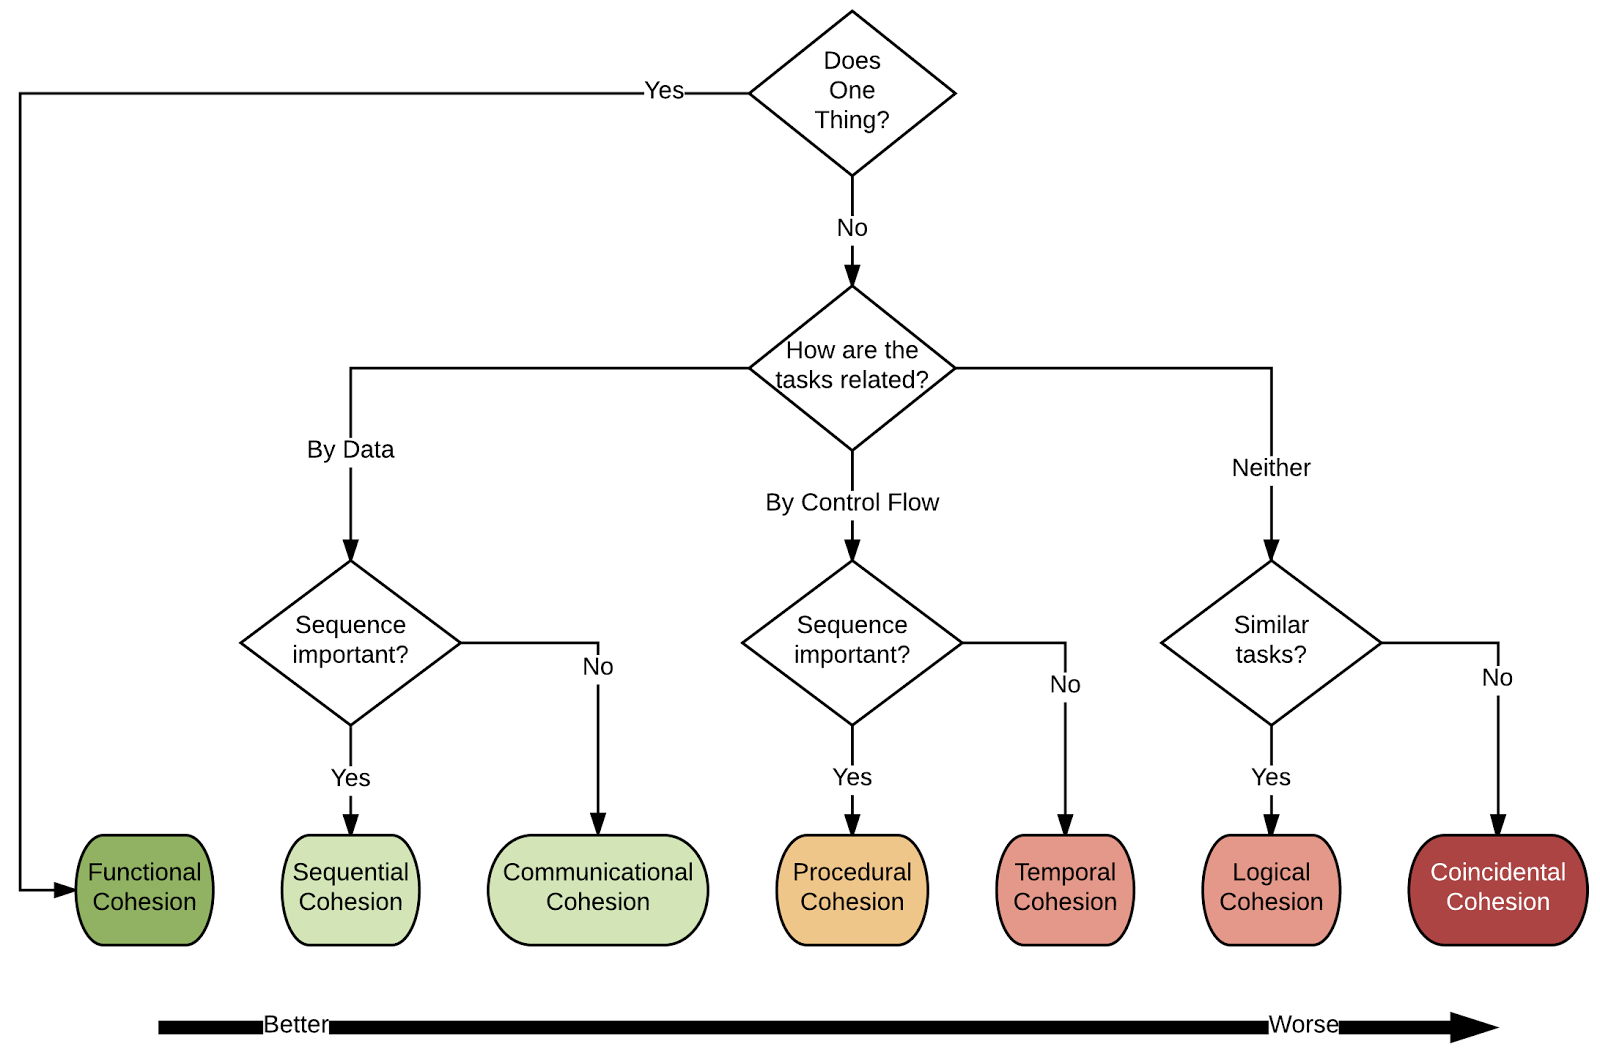 Does
One
Thing?
Yes
No
How are the
tasks related?
By Data
By Control Flow
Neither
Sequence
important?
No
Yes
Sequence
important?
No
Yes
Similar
tasks?
No
Yes
Functional
Cohesion
Sequential
Cohesion
Communicational
Cohesion
Procedural
Cohesion
Temporal
Cohesion
Logical
Cohesion
Coincidental
Cohesion
Better
Worse